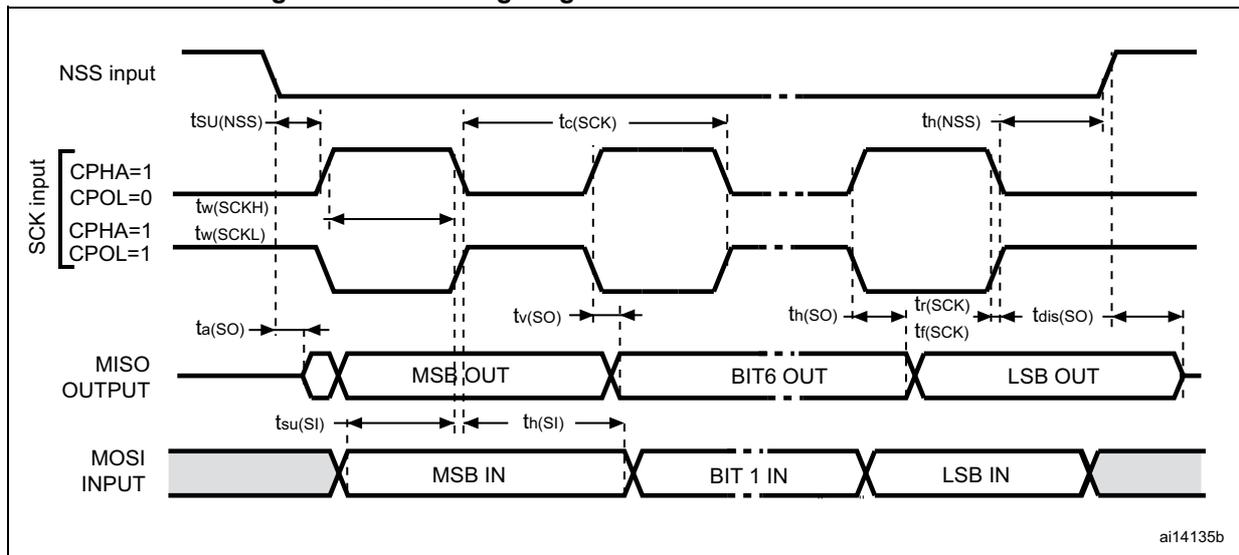 NSS input
tSU(NSS)
tc(SCK)
th(NSS)
SCK input
CPHA=1
CPOL=0
tw(SCKH)
tw(SCKL)
CPHA=1
CPOL=1
ta(SO)
tv(SO)
th(SO)
tr(SCK)
tf(SCK)
tdis(SO)
MISO
OUTPUT
MSB OUT
BIT6 OUT
LSB OUT
tsu(SI)
th(SI)
MOSI
INPUT
MSB IN
BIT 1 IN
LSB IN
ai14135b